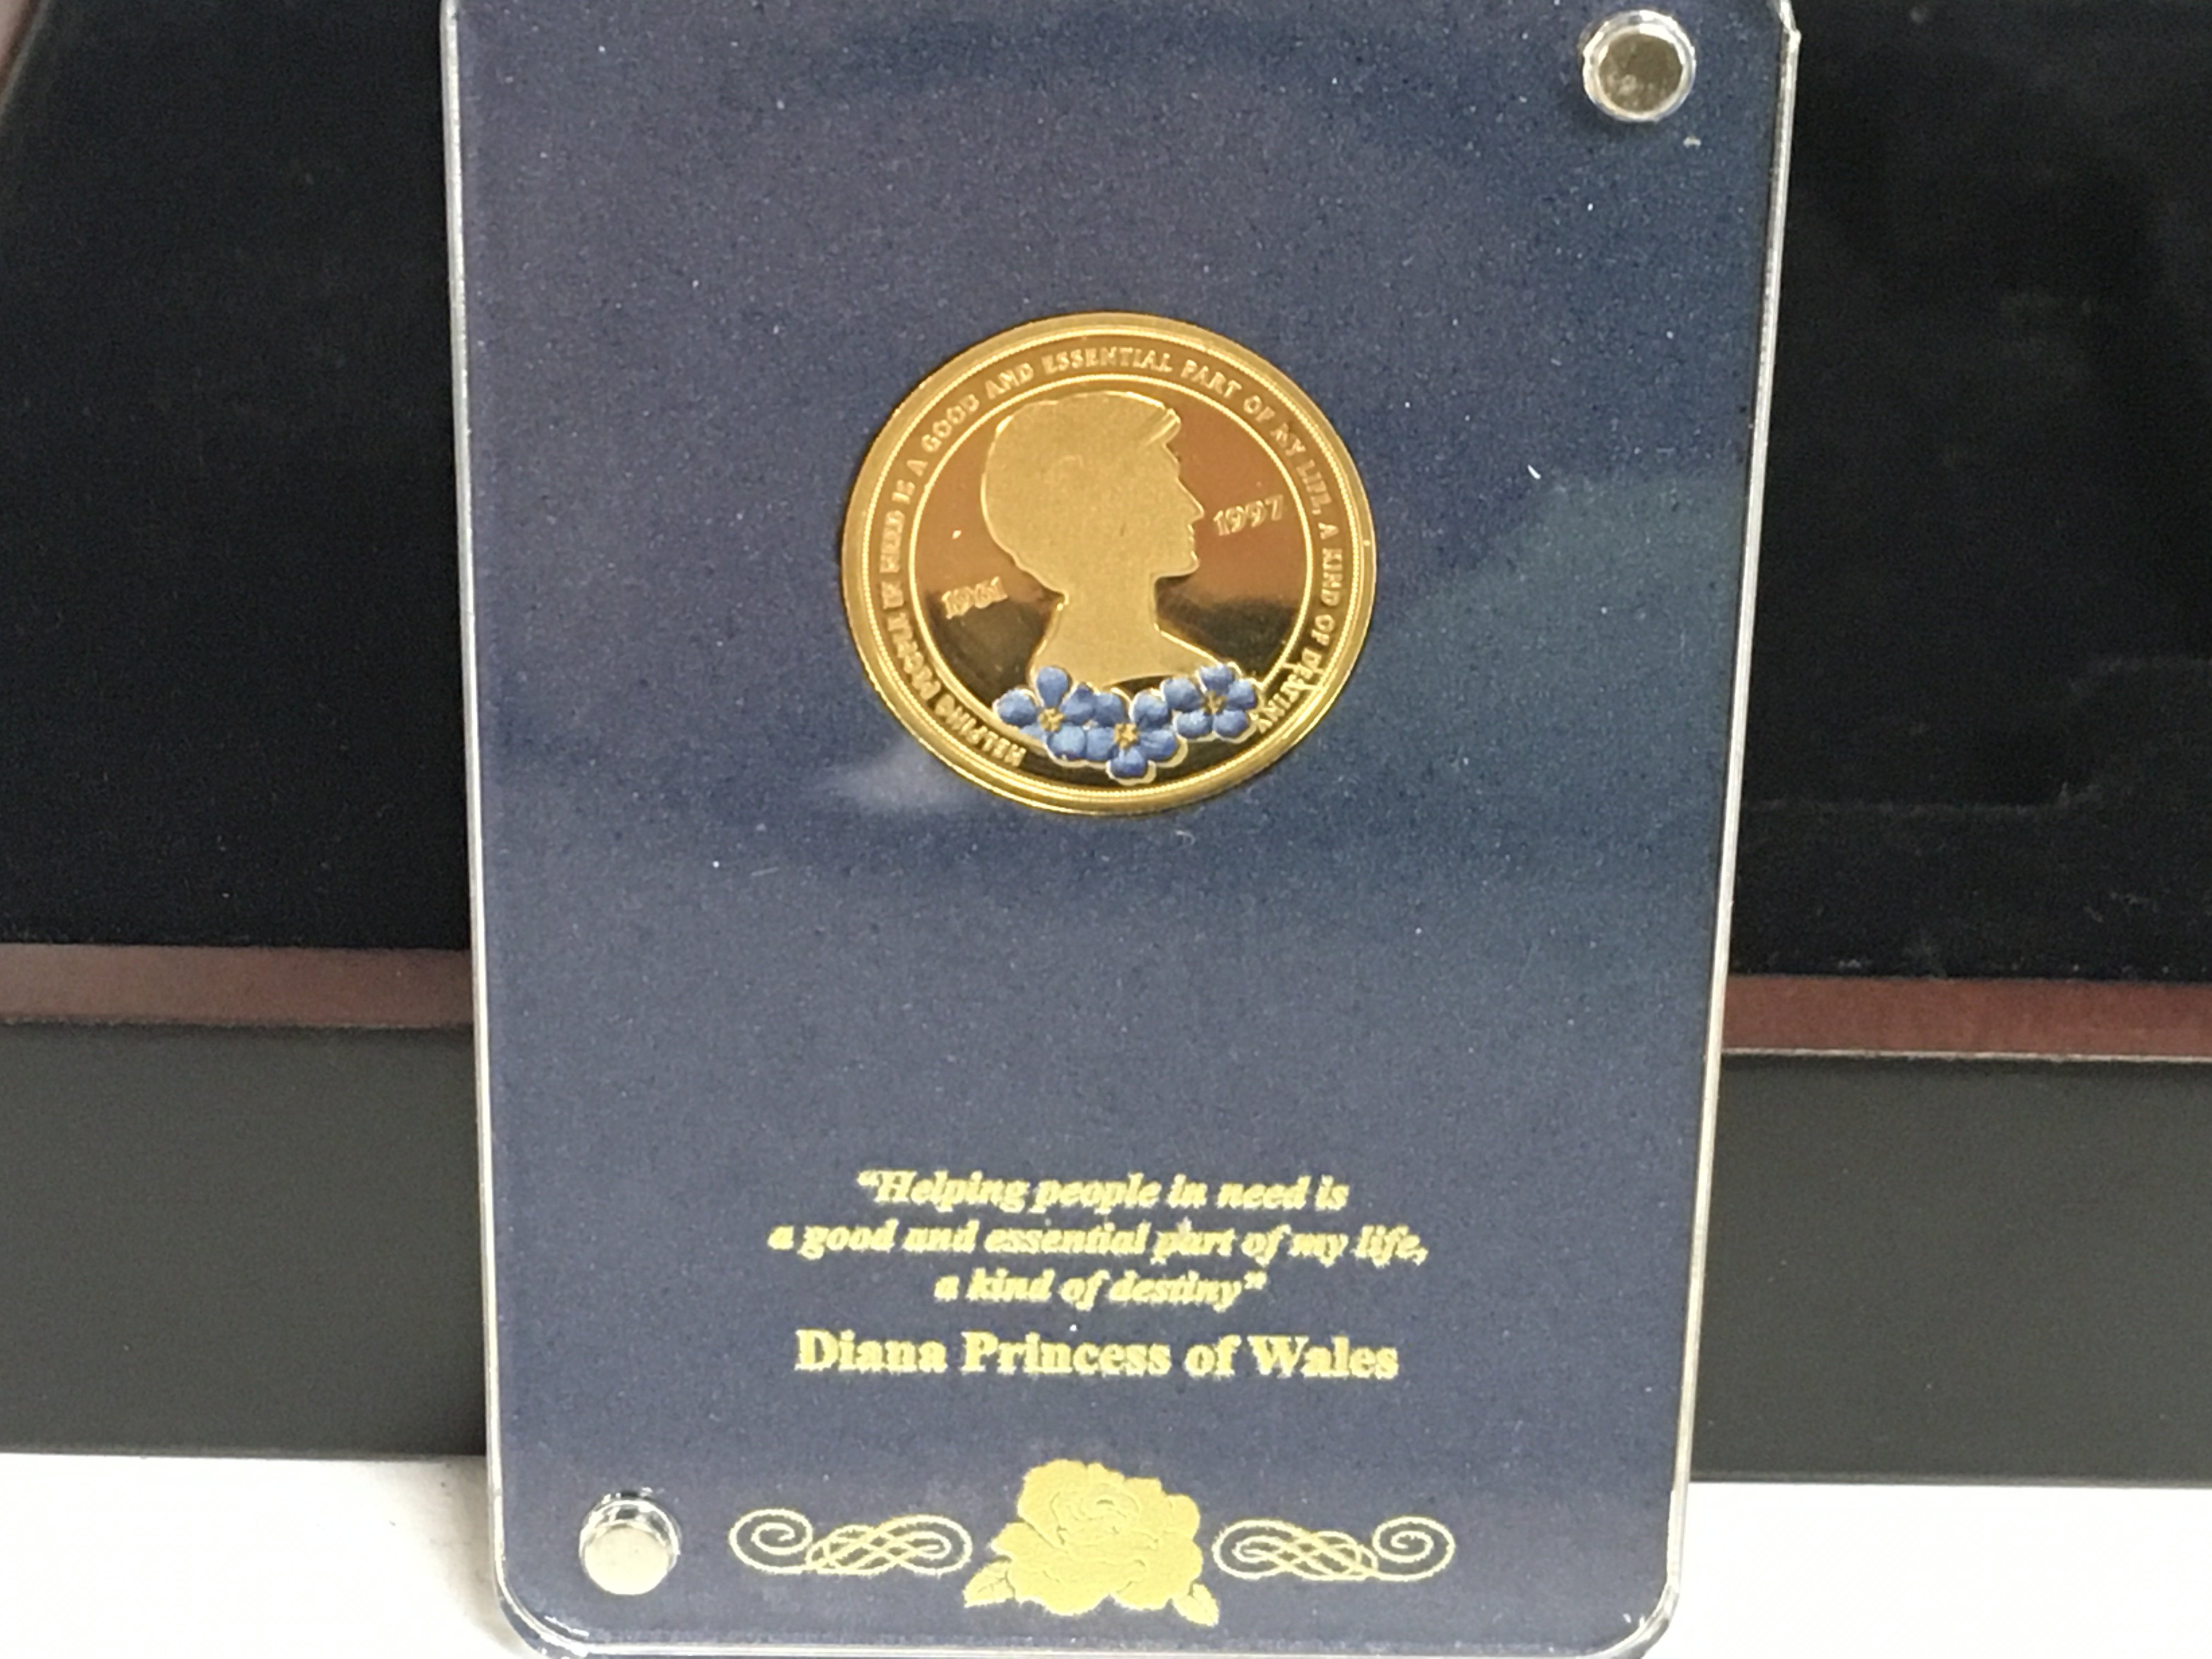 HELPING PEOPLE IN NEED IS A GOOD AND ESSENTIAL PART OF MY LIFE, A KIND OF DESTINY
1961
1997
“Helping people in need is
a good and essential part of my life,
a kind of destiny”
Diana Princess of Wales